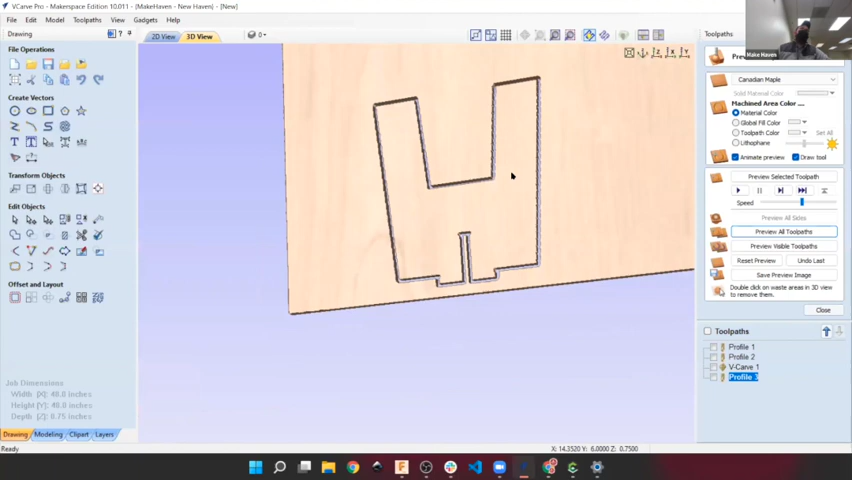 VCarve Pro - Makerspace Edition 10.011 - {MakeHaven - New Haven} - [New]
File Edit Model Toolpaths View Gadgets Help
Drawing
2D View 3D View 0
Toolpaths
Make Haven
File Operations
Create Vectors
Transform Objects
Edit Objects
Offset and Layout
Job Dimensions
Width (X): 48.0 inches
Height (Y): 48.0 inches
Depth (Z): 0.75 inches
Drawing Modeling Clipart Layers
Ready
X: 14.3520 Y: 6.0000 Z: 0.7500
Canadian Maple
Solid Material Color
Machined Area Color ...
Material Color
Global Fill Color
Toolpath Color Set All
Lithophane
Animate preview Draw tool
Preview Selected Toolpath
Speed
Preview All Sides
Preview All Toolpaths
Preview Visible Toolpaths
Reset Preview Undo Last
Save Preview Image
Double click on waste areas in 3D view
to remove them.
Close
Toolpaths
Profile 1
Profile 2
V-Carve 1
Profile 3